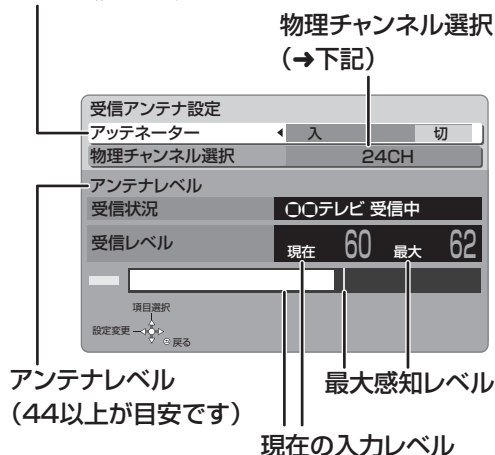 物理チャンネル選択
(➜下記)
受信アンテナ設定
アッテネーター 入 切
物理チャンネル選択 24CH
アンテナレベル
受信状況 〇〇テレビ 受信中
受信レベル 現在 60 最大 62
項目選択
設定変更
戻る
アンテナレベル
(44以上が目安です)
最大感知レベル
現在の入力レベル